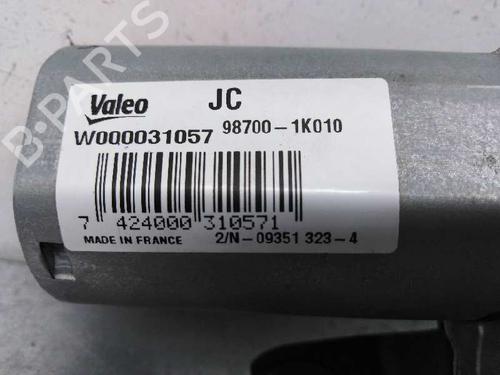 Valeo JC
W000031057 98700-1K010
7 424000 310571
MADE IN FRANCE 2/N-09351 323-4
B-PARTS